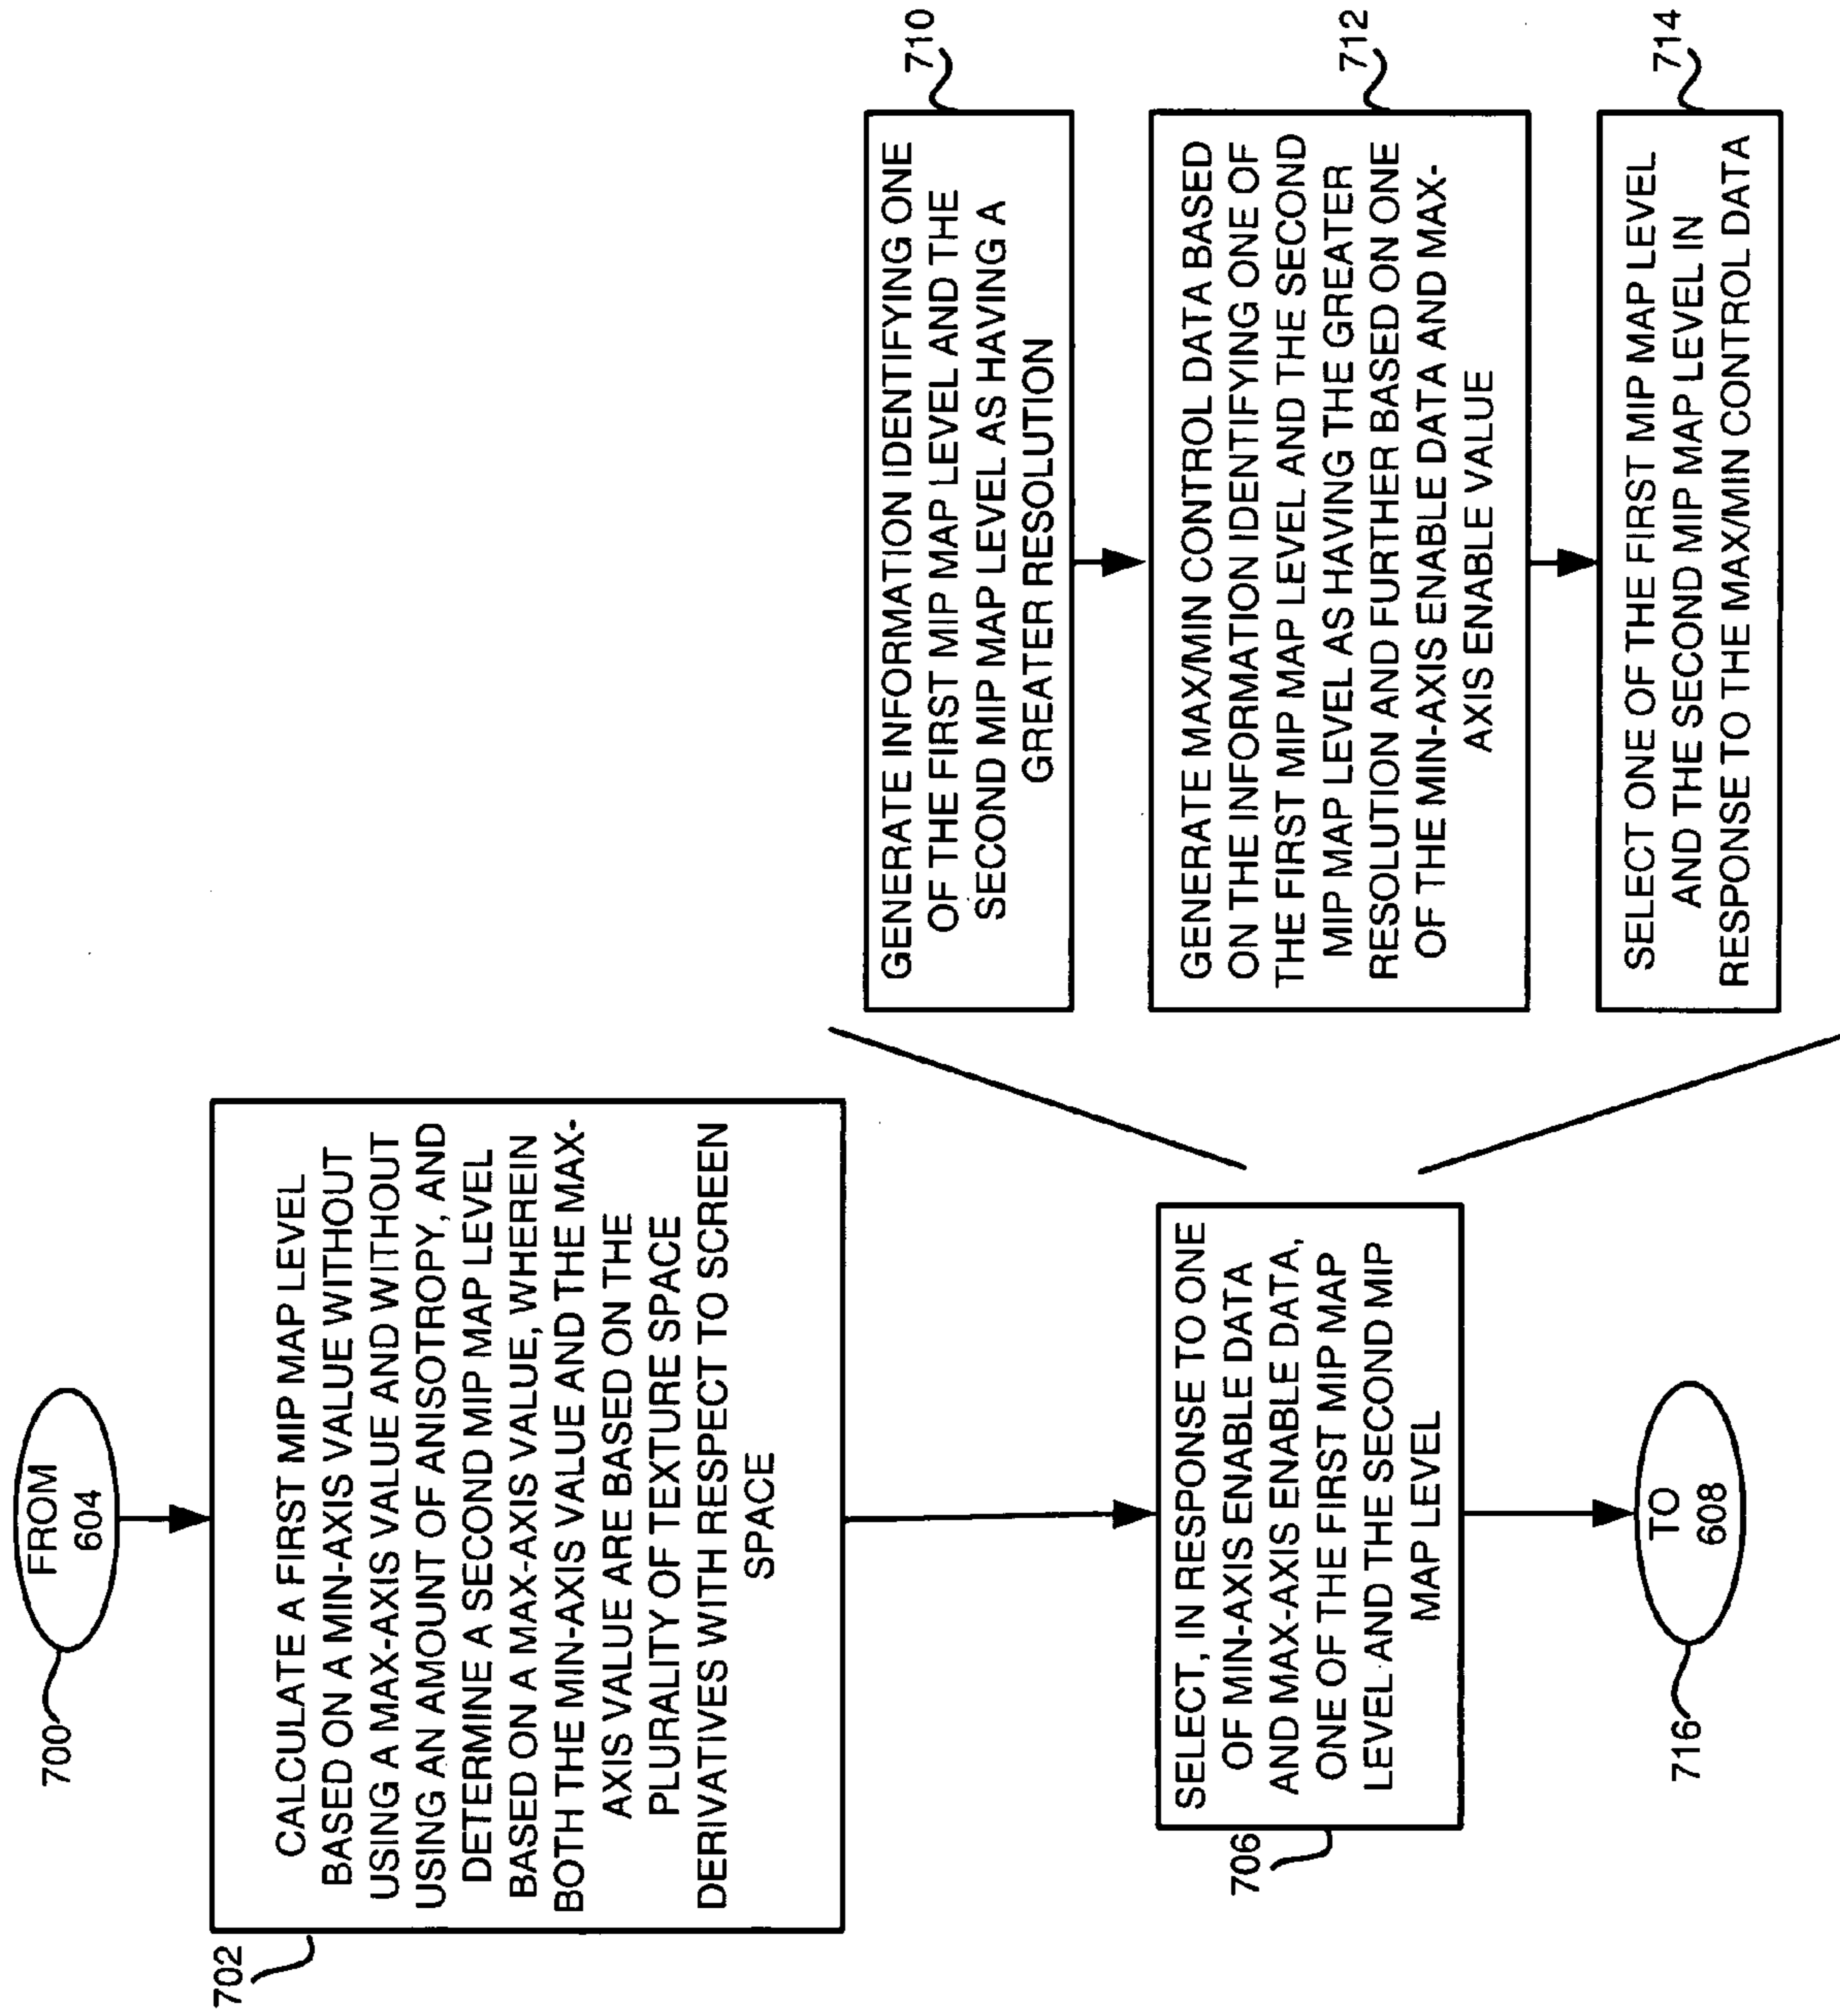 700
FROM
604
702
CALCULATE A FIRST MIP MAP LEVEL
BASED ON A MIN-AXIS VALUE WITHOUT
USING A MAX-AXIS VALUE AND WITHOUT
USING AN AMOUNT OF ANISOTROPY, AND
DETERMINE A SECOND MIP MAP LEVEL
BASED ON A MAX-AXIS VALUE, WHEREIN
BOTH THE MIN-AXIS VALUE AND THE MAX-
AXIS VALUE ARE BASED ON THE
PLURALITY OF TEXTURE SPACE
DERIVATIVES WITH RESPECT TO SCREEN
SPACE
706
SELECT, IN RESPONSE TO ONE
OF MIN-AXIS ENABLE DATA
AND MAX-AXIS ENABLE DATA,
ONE OF THE FIRST MIP MAP
LEVEL AND THE SECOND MIP
MAP LEVEL
716
TO
608
710
GENERATE INFORMATION IDENTIFYING ONE
OF THE FIRST MIP MAP LEVEL AND THE
SECOND MIP MAP LEVEL AS HAVING A
GREATER RESOLUTION
712
GENERATE MAX/MIN CONTROL DATA BASED
ON THE INFORMATION IDENTIFYING ONE OF
THE FIRST MIP MAP LEVEL AND THE SECOND
MIP MAP LEVEL AS HAVING THE GREATER
RESOLUTION AND FURTHER BASED ON ONE
OF THE MIN-AXIS ENABLE DATA AND MAX-
AXIS ENABLE VALUE
714
SELECT ONE OF THE FIRST MIP MAP LEVEL
AND THE SECOND MIP MAP LEVEL IN
RESPONSE TO THE MAX/MIN CONTROL DATA